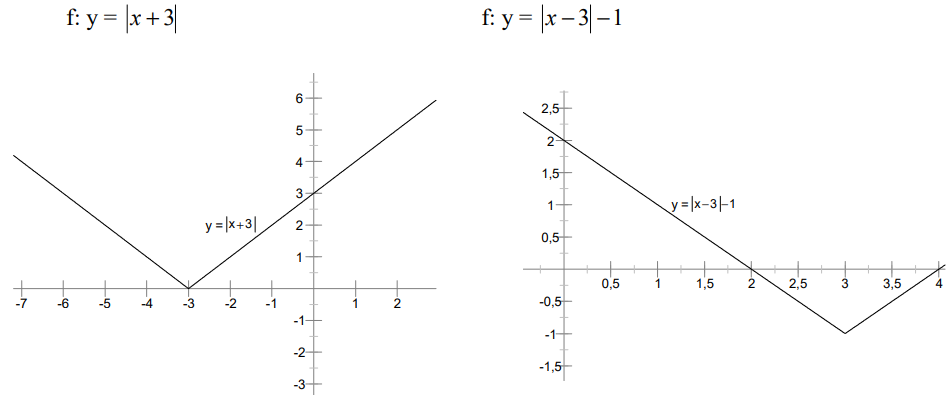 f: y = |x + 3|
f: y = |x − 3| − 1
6
5
4
3
2
1
-1
-2
-3
-7 -6 -5 -4 -3 -2 -1 1 2
y = |x+3|
2,5
2
1,5
1
0,5
-0,5
-1
-1,5
0,5 1 1,5 2 2,5 3 3,5 4
y = |x−3|−1